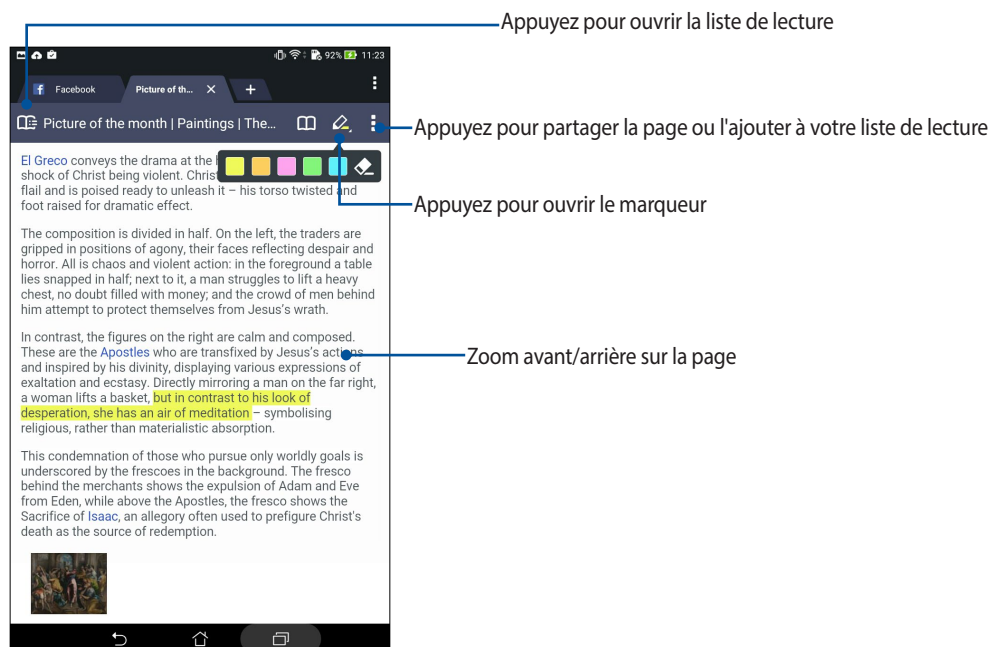 Appuyez pour ouvrir la liste de lecture
92% 11:23
Facebook Picture of th...
Picture of the month | Paintings | The...
Appuyez pour partager la page ou l'ajouter à votre liste de lecture
El Greco conveys the drama at the
shock of Christ being violent. Christ
flail and is poised ready to unleash it – his torso twisted and
foot raised for dramatic effect.
Appuyez pour ouvrir le marqueur
The composition is divided in half. On the left, the traders are
gripped in positions of agony, their faces reflecting despair and
horror. All is chaos and violent action: in the foreground a table
lies snapped in half; next to it, a man struggles to lift a heavy
chest, no doubt filled with money; and the crowd of men behind
him attempt to protect themselves from Jesus's wrath.
In contrast, the figures on the right are calm and composed.
These are the Apostles who are transfixed by Jesus's actions
and inspired by his divinity, displaying various expressions of
exaltation and ecstasy. Directly mirroring a man on the far right,
a woman lifts a basket, but in contrast to his look of
desperation, she has an air of meditation – symbolising
religious, rather than materialistic absorption.
Zoom avant/arrière sur la page
This condemnation of those who pursue only worldly goals is
underscored by the frescoes in the background. The fresco
behind the merchants shows the expulsion of Adam and Eve
from Eden, while above the Apostles, the fresco shows the
Sacrifice of Isaac, an allegory often used to prefigure Christ's
death as the source of redemption.